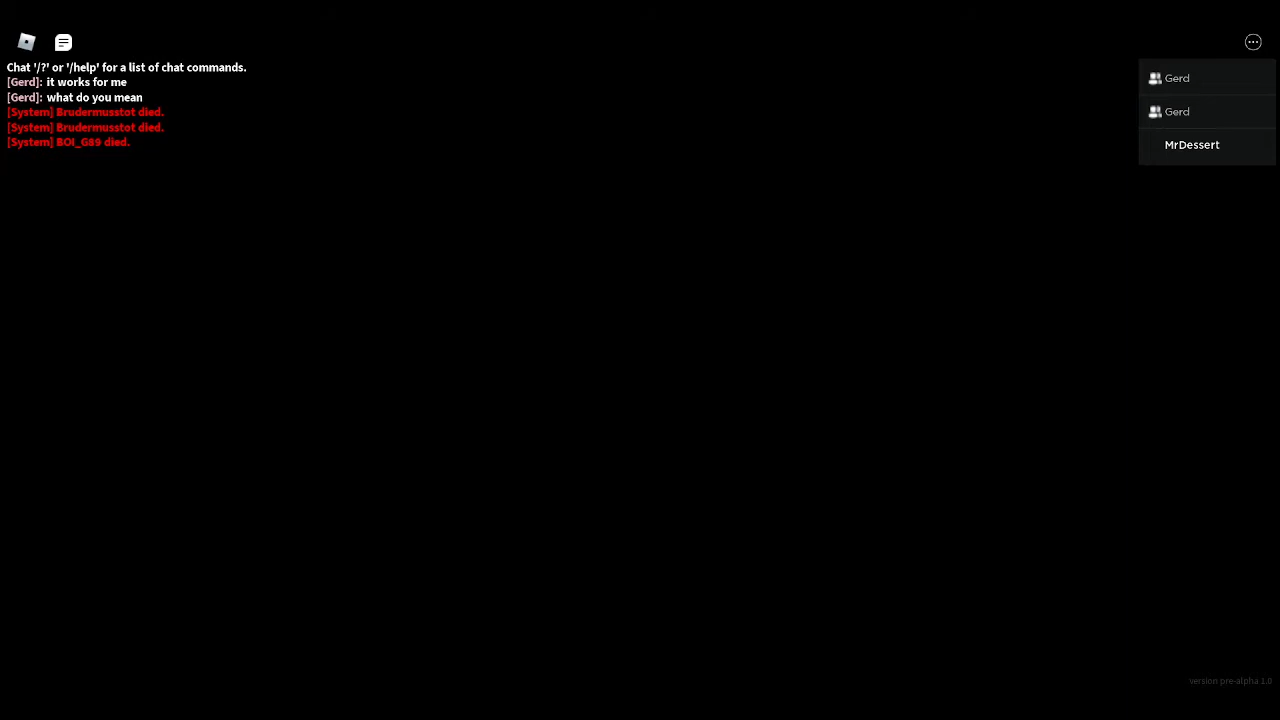 Chat '/?' or '/help' for a list of chat commands.
[Gerd]: it works for me
[Gerd]: what do you mean
[System] Brudermusstot died.
[System] Brudermusstot died.
[System] BOI_G89 died.
Gerd
Gerd
MrDessert
version pre-alpha 1.0